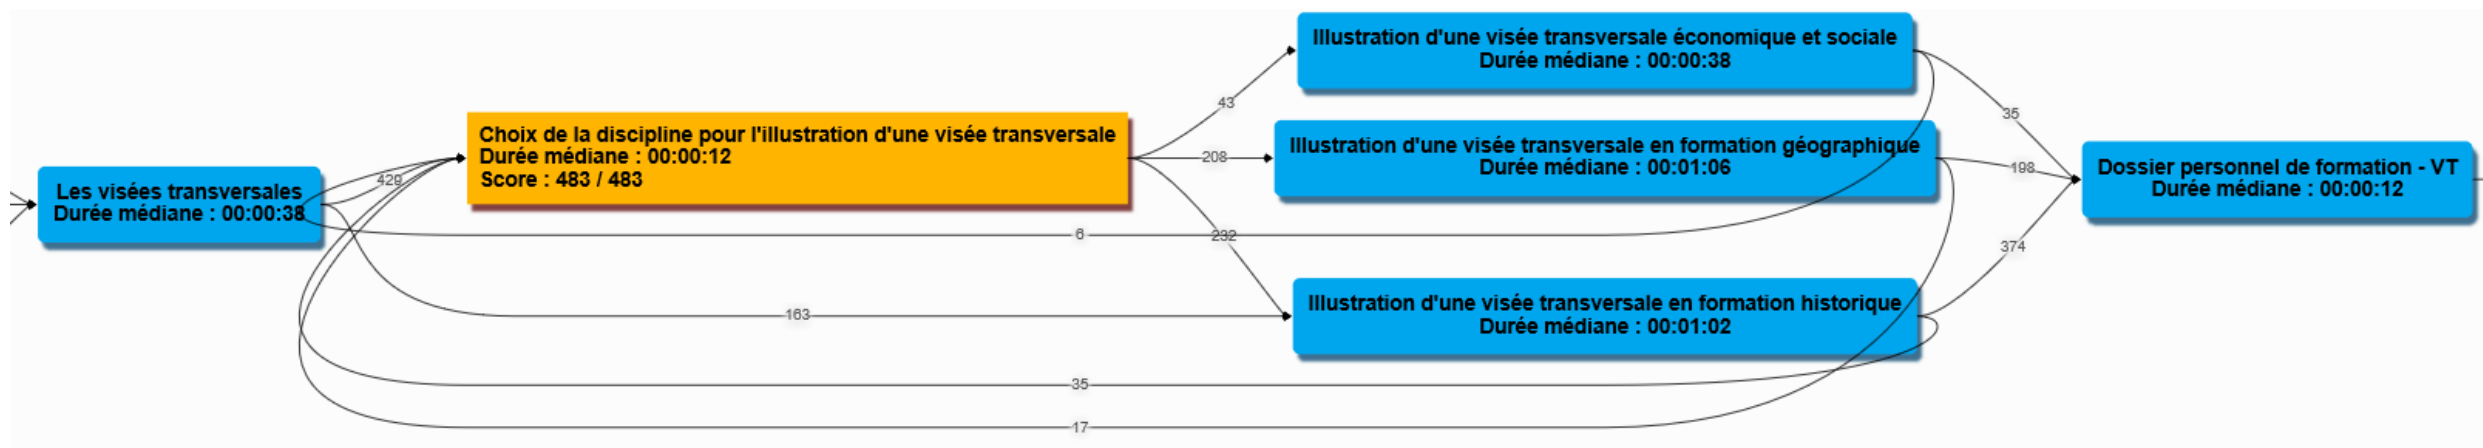 Les visées transversales
Durée médiane : 00:00:38
429
Choix de la discipline pour l'illustration d'une visée transversale
Durée médiane : 00:00:12
Score : 483 / 483
43
208
232
6
163
35
17
Illustration d'une visée transversale économique et sociale
Durée médiane : 00:00:38
Illustration d'une visée transversale en formation géographique
Durée médiane : 00:01:06
Illustration d'une visée transversale en formation historique
Durée médiane : 00:01:02
35
198
374
Dossier personnel de formation - VT
Durée médiane : 00:00:12